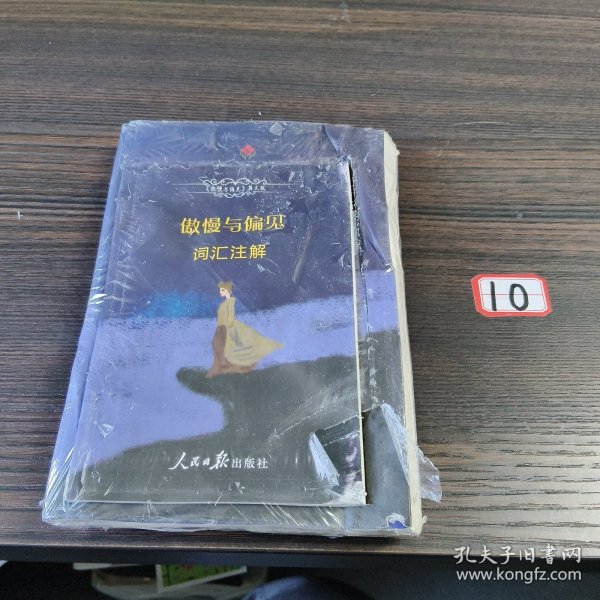 《傲慢与偏见》英文版
傲慢与偏见
词汇注解
人民日报出版社
10
孔夫子旧书网
www.kongfz.com